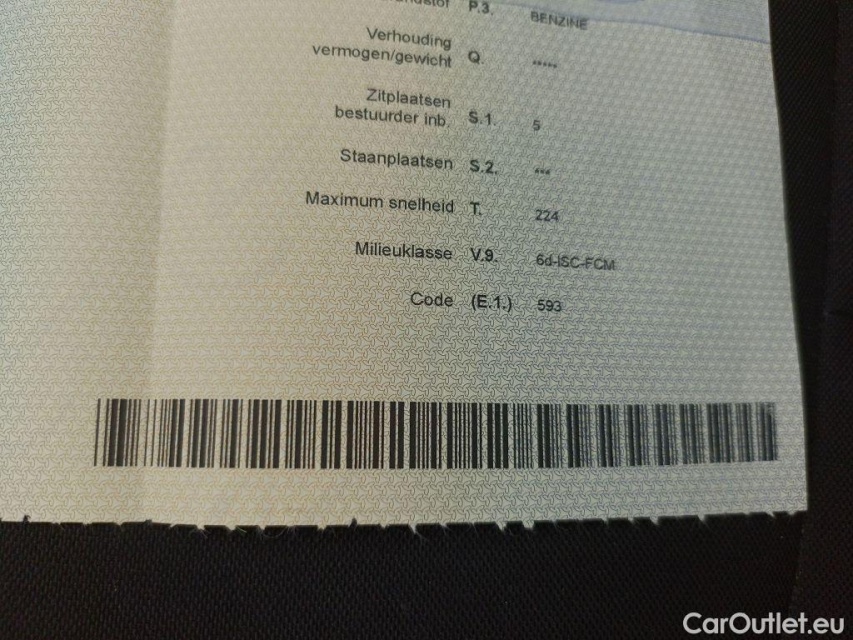 P.3. BENZINE
Verhouding
vermogen/gewicht Q. *****
Zitplaatsen
bestuurder inb. S.1. 5
Staanplaatsen S.2. ***
Maximum snelheid T. 224
Milieuklasse V.9. 6d-ISC-FCM
Code (E.1.) 593
CarOutlet.eu